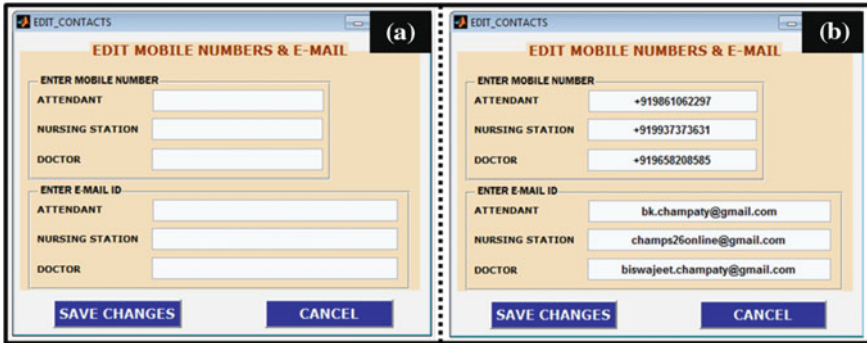 EDIT_CONTACTS
(a)
EDIT MOBILE NUMBERS & E-MAIL
ENTER MOBILE NUMBER
ATTENDANT
NURSING STATION
DOCTOR
ENTER E-MAIL ID
ATTENDANT
NURSING STATION
DOCTOR
SAVE CHANGES CANCEL
EDIT_CONTACTS
(b)
EDIT MOBILE NUMBERS & E-MAIL
ENTER MOBILE NUMBER
ATTENDANT +919861062297
NURSING STATION +919937373631
DOCTOR +919658208585
ENTER E-MAIL ID
ATTENDANT bk.champaty@gmail.com
NURSING STATION champs26online@gmail.com
DOCTOR biswajeet.champaty@gmail.com
SAVE CHANGES CANCEL